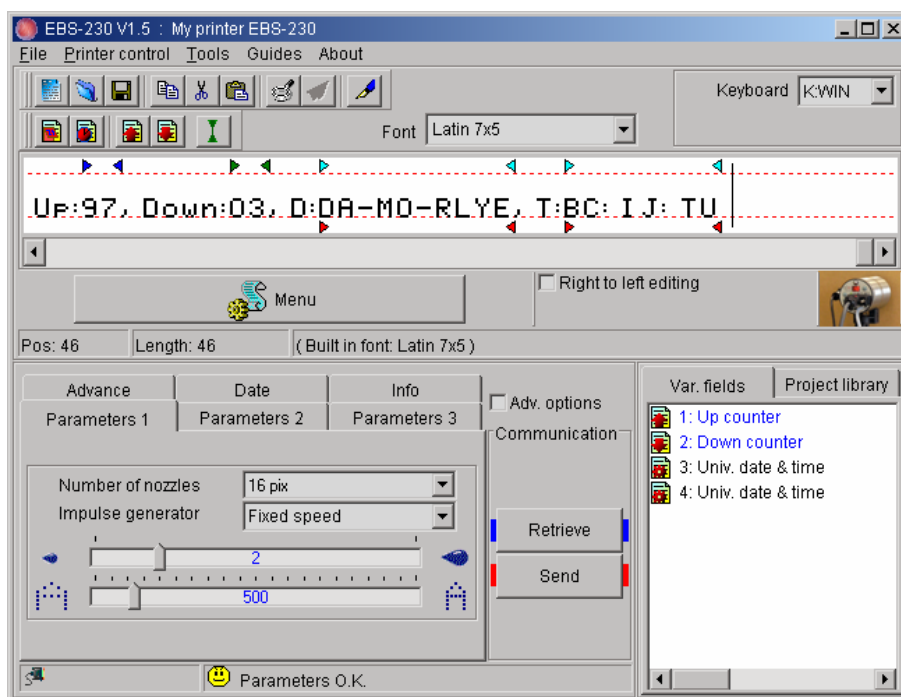 EBS-230 V1.5 : My printer EBS-230
File Printer control Tools Guides About
Keyboard K:WIN
Font Latin 7x5
Up:97, Down:03, D:DA-MO-RLYE, T:BC: IJ: TU
Menu
Right to left editing
Pos: 46 Length: 46 ( Built in font: Latin 7x5 )
Advance Date Info
Parameters 1 Parameters 2 Parameters 3
Adv. options
Communication
Number of nozzles 16 pix
Impulse generator Fixed speed
2
500
Retrieve
Send
Var. fields Project library
1: Up counter
2: Down counter
3: Univ. date & time
4: Univ. date & time
Parameters O.K.